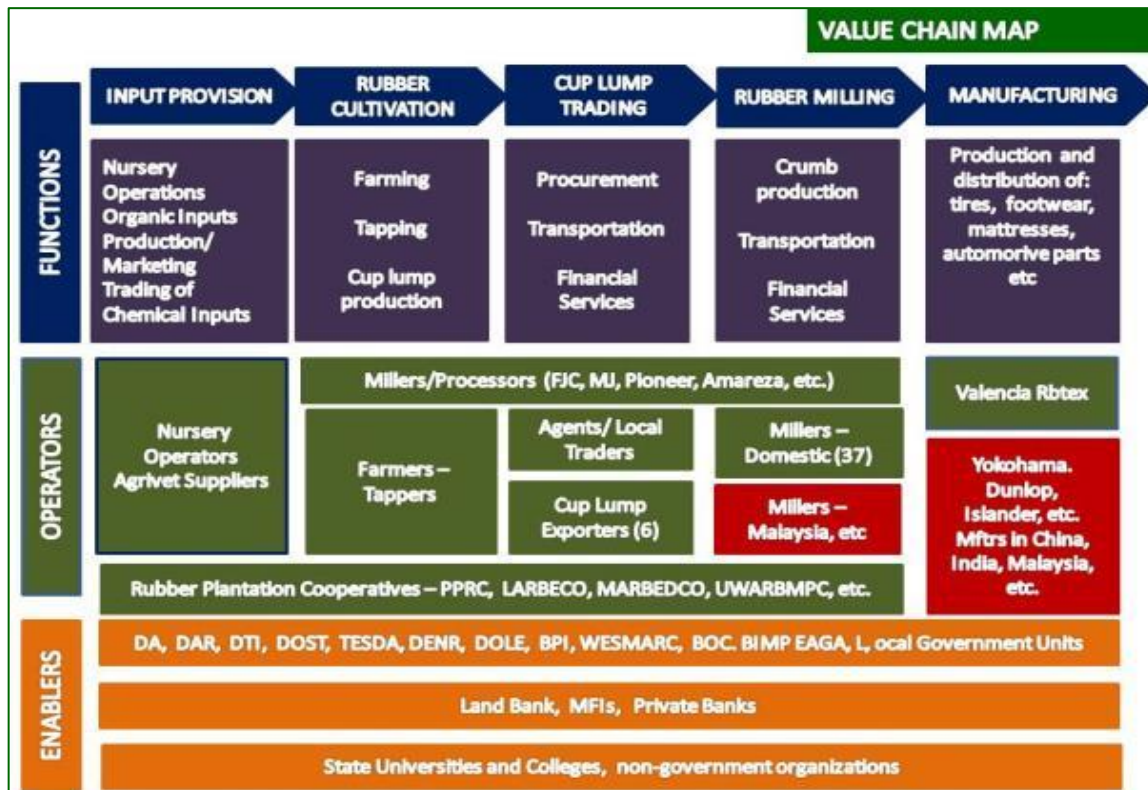 VALUE CHAIN MAP
INPUT PROVISION
RUBBER
CULTIVATION
CUP LUMP
TRADING
RUBBER MILLING
MANUFACTURING
FUNCTIONS
Nursery
Operations
Organic Inputs
Production/
Marketing
Trading of
Chemical Inputs
Farming
Tapping
Cup lump
production
Procurement
Transportation
Financial
Services
Crumb
production
Transportation
Financial
Services
Production and
distribution of:
tires, footwear,
mattresses,
automorive parts
etc
OPERATORS
Nursery
Operators
Agrivet Suppliers
Millers/Processors (FJC, MJ, Pioneer, Amareza, etc.)
Farmers –
Tappers
Agents/ Local
Traders
Cup Lump
Exporters (6)
Millers –
Domestic (37)
Millers –
Malaysia, etc
Valencia Rbtex
Yokohama.
Dunlop,
Islander, etc.
Mftrs in China,
India, Malaysia,
etc.
Rubber Plantation Cooperatives – PPRC, LARBECO, MARBEDCO, UWARBMPC, etc.
ENABLERS
DA, DAR, DTI, DOST, TESDA, DENR, DOLE, BPI, WESMARC, BOC. BIMP EAGA, L, ocal Government Units
Land Bank, MFIs, Private Banks
State Universities and Colleges, non-government organizations